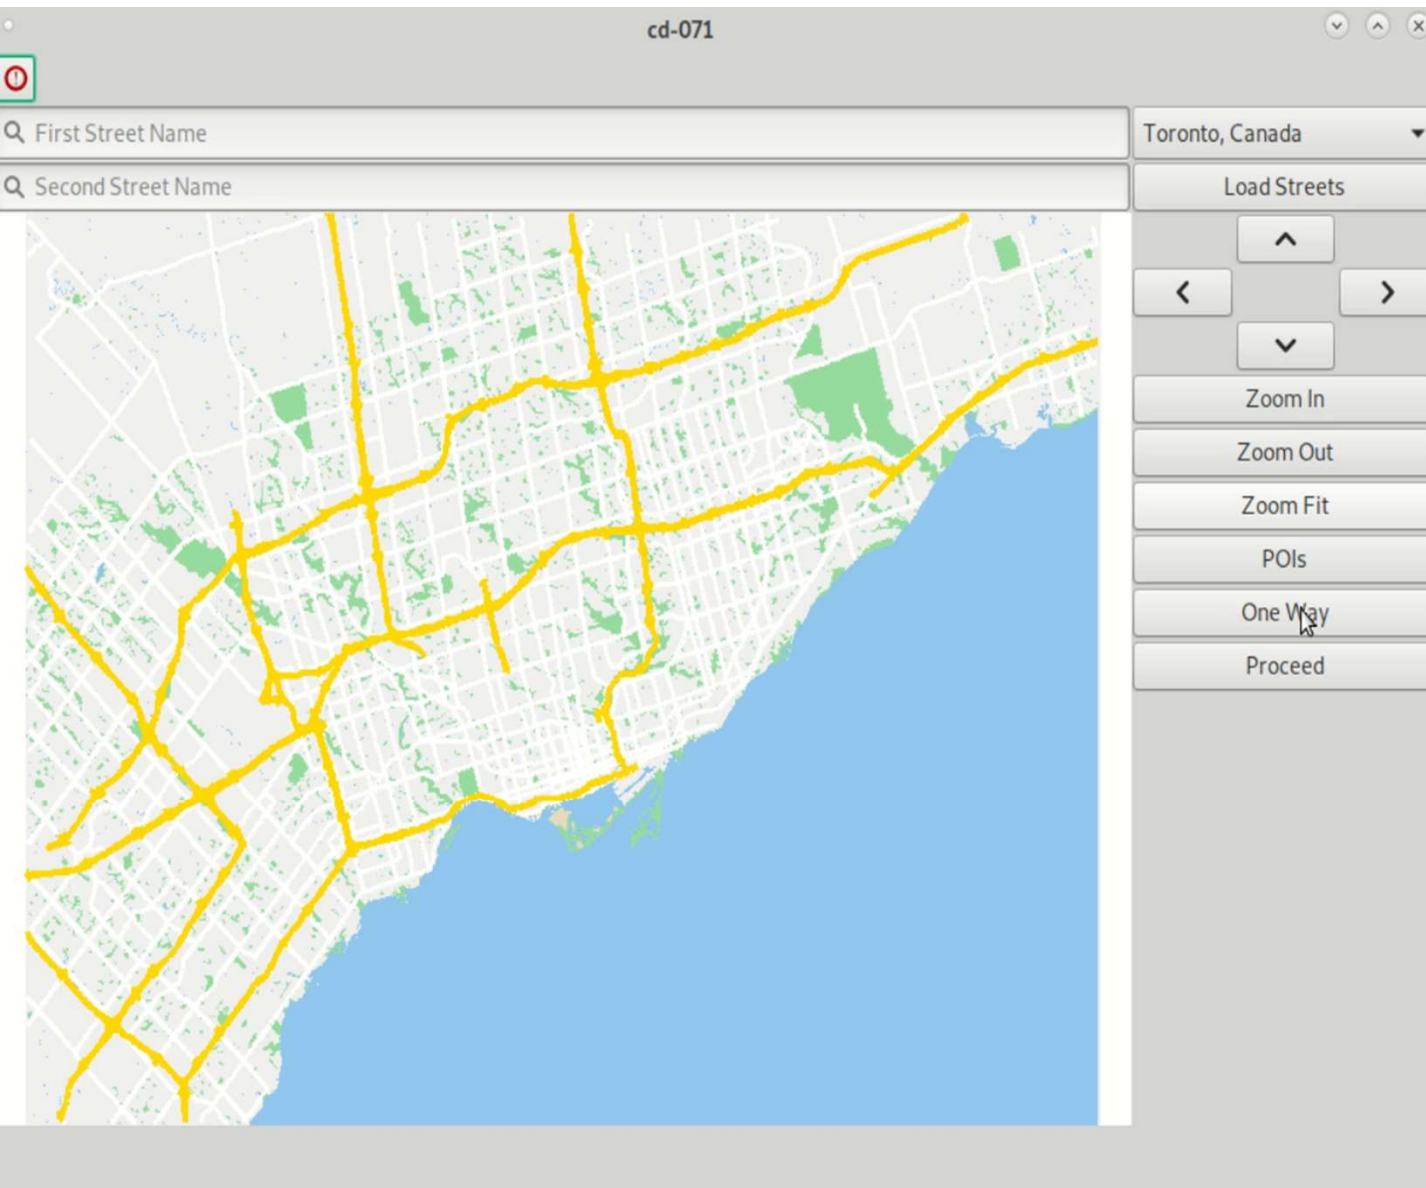 cd-071
First Street Name
Toronto, Canada
Second Street Name
Load Streets
Zoom In
Zoom Out
Zoom Fit
POIs
One Way
Proceed